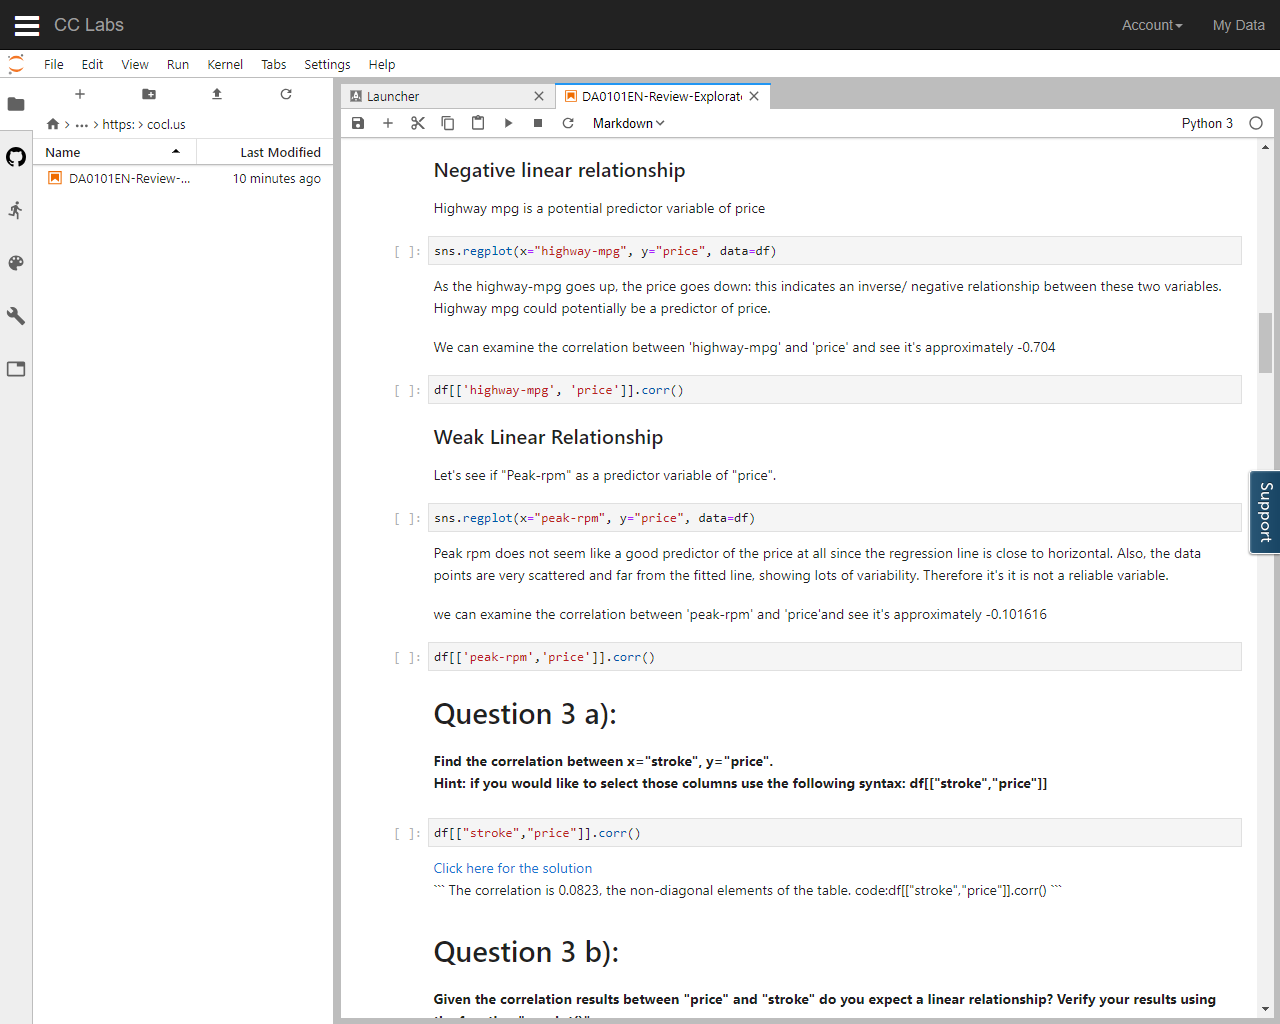 CC Labs
Account
My Data
File Edit View Run Kernel Tabs Settings Help
Launcher
DA0101EN-Review-Explorat
… https: cocl.us
Markdown
Python 3
Name Last Modified
DA0101EN-Review-... 10 minutes ago
Negative linear relationship
Highway mpg is a potential predictor variable of price
[ ]: sns.regplot(x="highway-mpg", y="price", data=df)
As the highway-mpg goes up, the price goes down: this indicates an inverse/ negative relationship between these two variables.
Highway mpg could potentially be a predictor of price.
We can examine the correlation between 'highway-mpg' and 'price' and see it's approximately -0.704
[ ]: df[['highway-mpg', 'price']].corr()
Weak Linear Relationship
Let's see if "Peak-rpm" as a predictor variable of "price".
[ ]: sns.regplot(x="peak-rpm", y="price", data=df)
Peak rpm does not seem like a good predictor of the price at all since the regression line is close to horizontal. Also, the data
points are very scattered and far from the fitted line, showing lots of variability. Therefore it's it is not a reliable variable.
we can examine the correlation between 'peak-rpm' and 'price'and see it's approximately -0.101616
[ ]: df[['peak-rpm','price']].corr()
Question 3 a):
Find the correlation between x="stroke", y="price".
Hint: if you would like to select those columns use the following syntax: df[["stroke","price"]]
[ ]: df[["stroke","price"]].corr()
Click here for the solution
``` The correlation is 0.0823, the non-diagonal elements of the table. code:df[["stroke","price"]].corr() ```
Question 3 b):
Given the correlation results between "price" and "stroke" do you expect a linear relationship? Verify your results using
Support